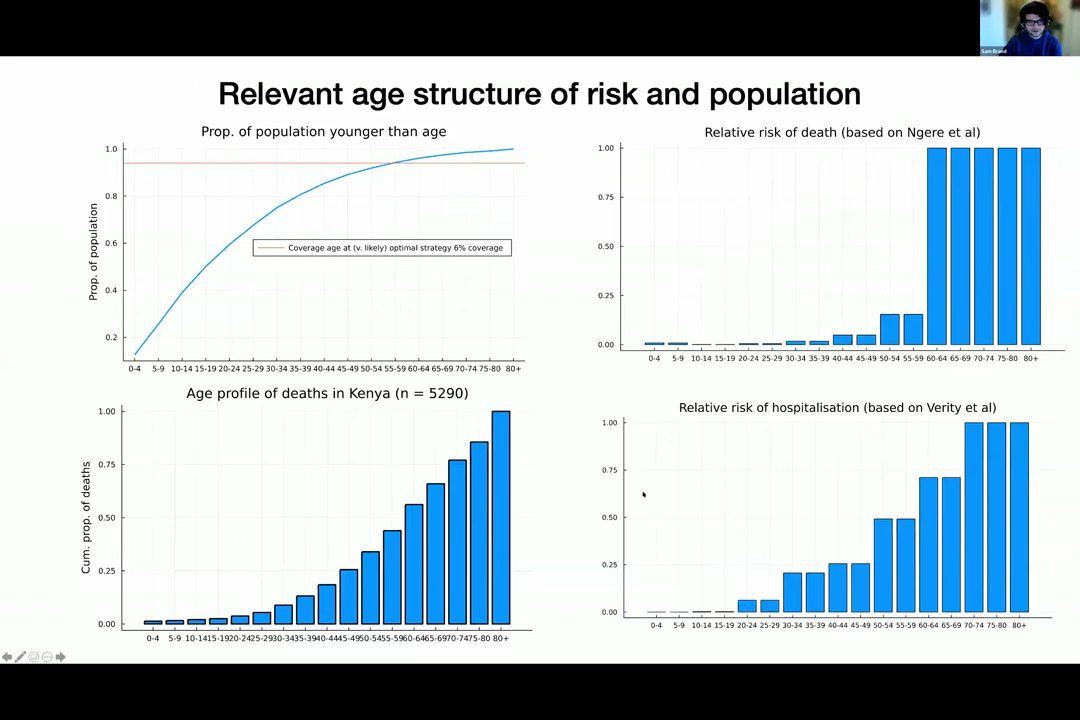 Sam Brand
Relevant age structure of risk and population
Prop. of population younger than age
Prop. of population
1.0
0.8
0.6
0.4
0.2
Coverage age at (v. likely) optimal strategy 6% coverage
0-4 5-9 10-14 15-19 20-24 25-29 30-34 35-39 40-44 45-49 50-54 55-59 60-64 65-69 70-74 75-80 80+
Relative risk of death (based on Ngere et al)
1.00
0.75
0.50
0.25
0.00
0-4 5-9 10-14 15-19 20-24 25-29 30-34 35-39 40-44 45-49 50-54 55-59 60-64 65-69 70-74 75-80 80+
Age profile of deaths in Kenya (n = 5290)
Cum. prop. of deaths
1.00
0.75
0.50
0.25
0.00
0-4 5-9 10-14 15-19 20-24 25-29 30-34 35-39 40-44 45-49 50-54 55-59 60-64 65-69 70-74 75-80 80+
Relative risk of hospitalisation (based on Verity et al)
1.00
0.75
0.50
0.25
0.00
0-4 5-9 10-14 15-19 20-24 25-29 30-34 35-39 40-44 45-49 50-54 55-59 60-64 65-69 70-74 75-80 80+